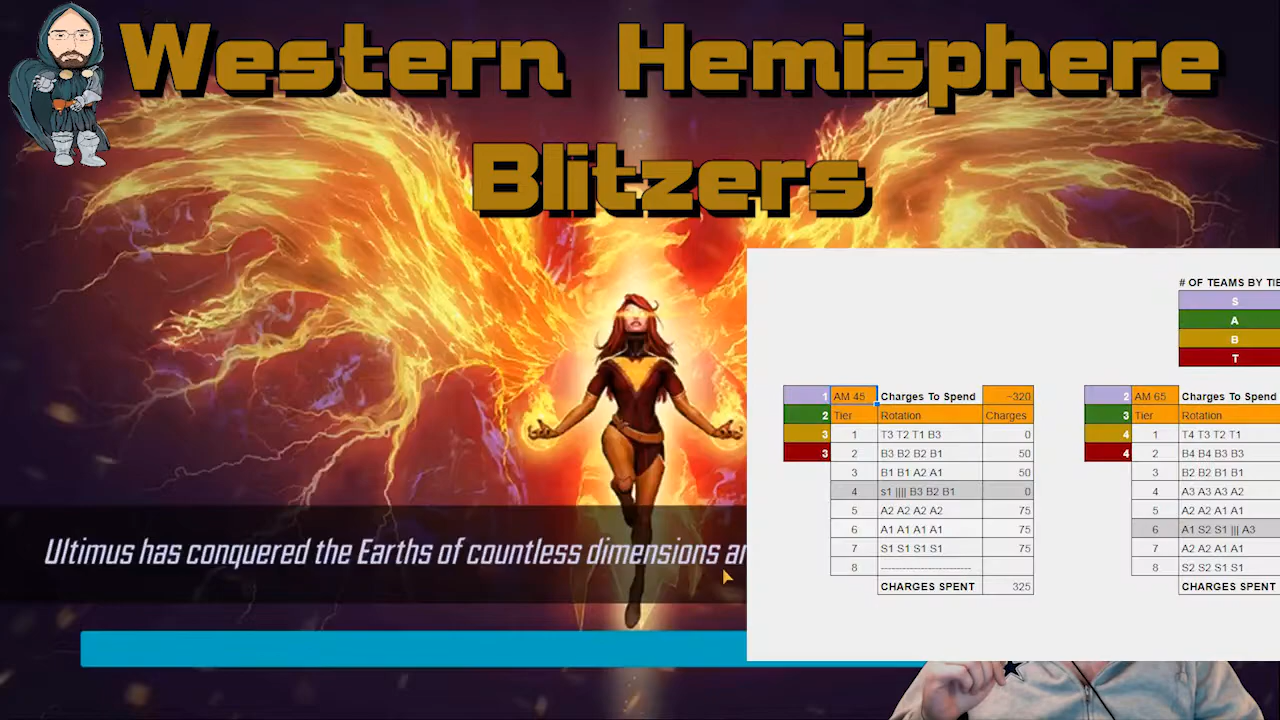 Western Hemisphere
Blitzers
# OF TEAMS BY TIE
S
A
B
T
1 AM 45 Charges To Spend ~320
2 Tier Rotation Charges
3 1 T3 T2 T1 B3 0
3 2 B3 B2 B2 B1 50
3 B1 B1 A2 A1 50
4 s1 |||| B3 B2 B1 0
5 A2 A2 A2 A2 75
6 A1 A1 A1 A1 75
7 S1 S1 S1 S1 75
8 ----------------------------
CHARGES SPENT 325
2 AM 65 Charges To Spend
3 Tier Rotation
4 1 T4 T3 T2 T1
4 2 B4 B4 B3 B3
3 B2 B2 B1 B1
4 A3 A3 A3 A2
5 A2 A2 A1 A1
6 A1 S2 S1 ||| A3
7 A2 A2 A1 A1
8 S2 S2 S1 S1
CHARGES SPENT
Ultimus has conquered the Earths of countless dimensions